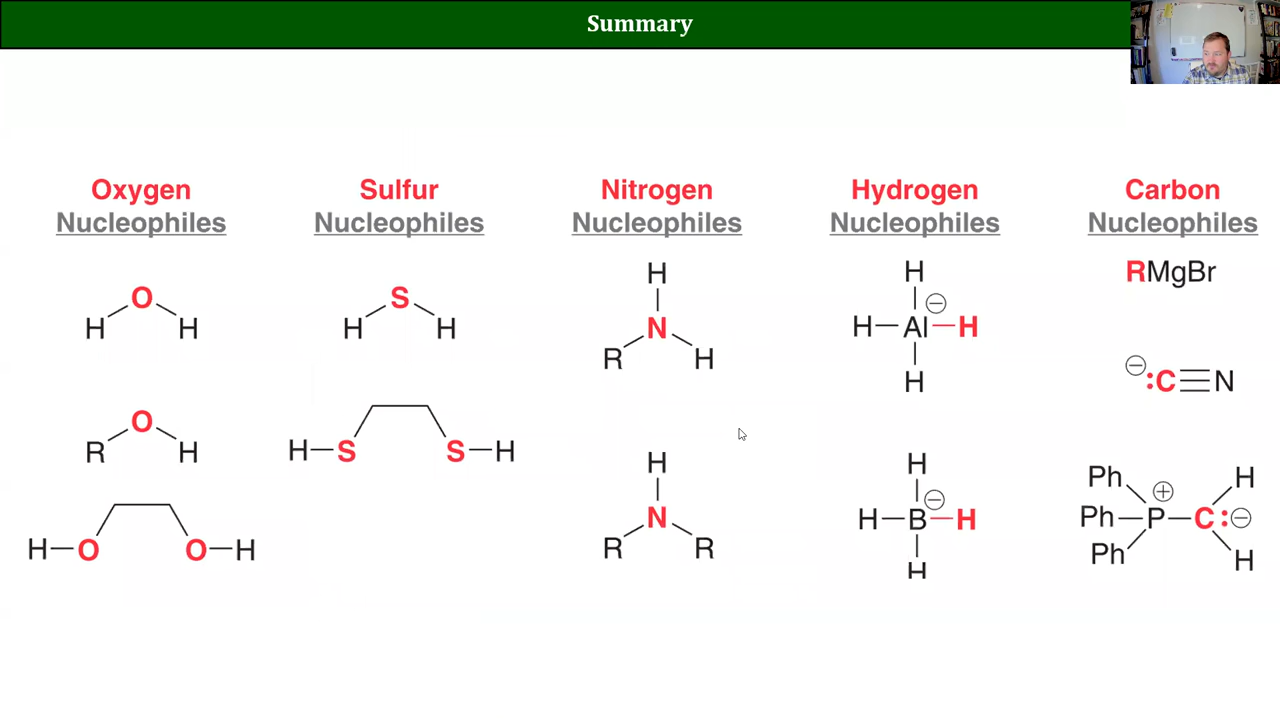 Summary
Oxygen
Nucleophiles
H O H
R O H
H O O H
Sulfur
Nucleophiles
H S H
H S S H
Nitrogen
Nucleophiles
H
N
R H
H
N
R R
Hydrogen
Nucleophiles
H
⊖
H Al H
H
H
⊖
H B H
H
Carbon
Nucleophiles
RMgBr
⊖:C≡N
Ph ⊕ H
Ph P C:⊖
Ph H